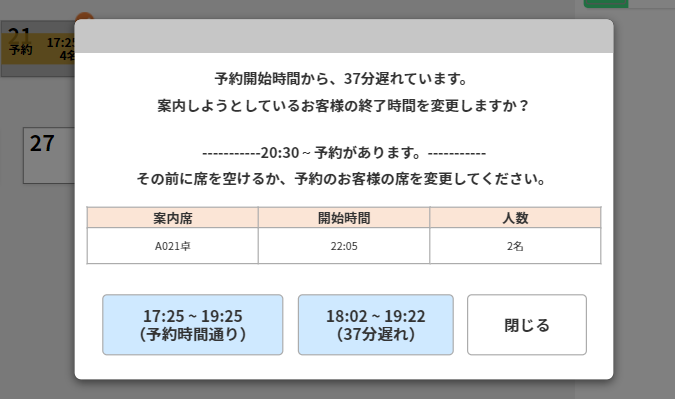 21
予約 17:25
4名
27
予約開始時間から、37分遅れています。
案内しようとしているお客様の終了時間を変更しますか？
-----------20:30 ~ 予約があります。-----------
その前に席を空けるか、予約のお客様の席を変更してください。
案内席 開始時間 人数
A021卓 22:05 2名
17:25 ~ 19:25
（予約時間通り）
18:02 ~ 19:22
（37分遅れ）
閉じる